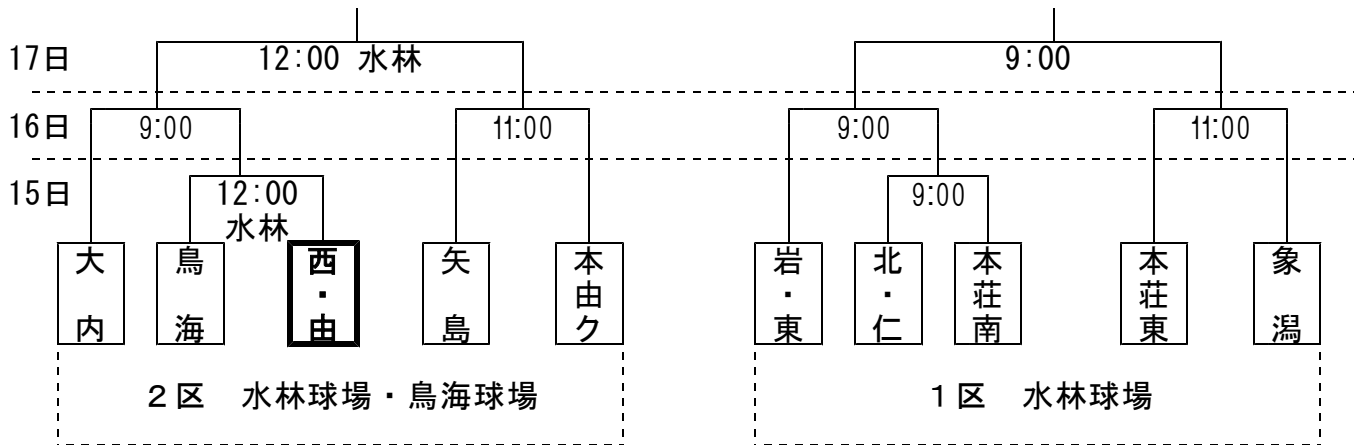 17日 12:00 水林 9:00
16日 9:00 11:00 9:00 11:00
15日 12:00 9:00
水林
大内 鳥海 西・由 矢島 本由ク 岩・東 北・仁 本荘南 本荘東 象潟
2区 水林球場・鳥海球場 1区 水林球場